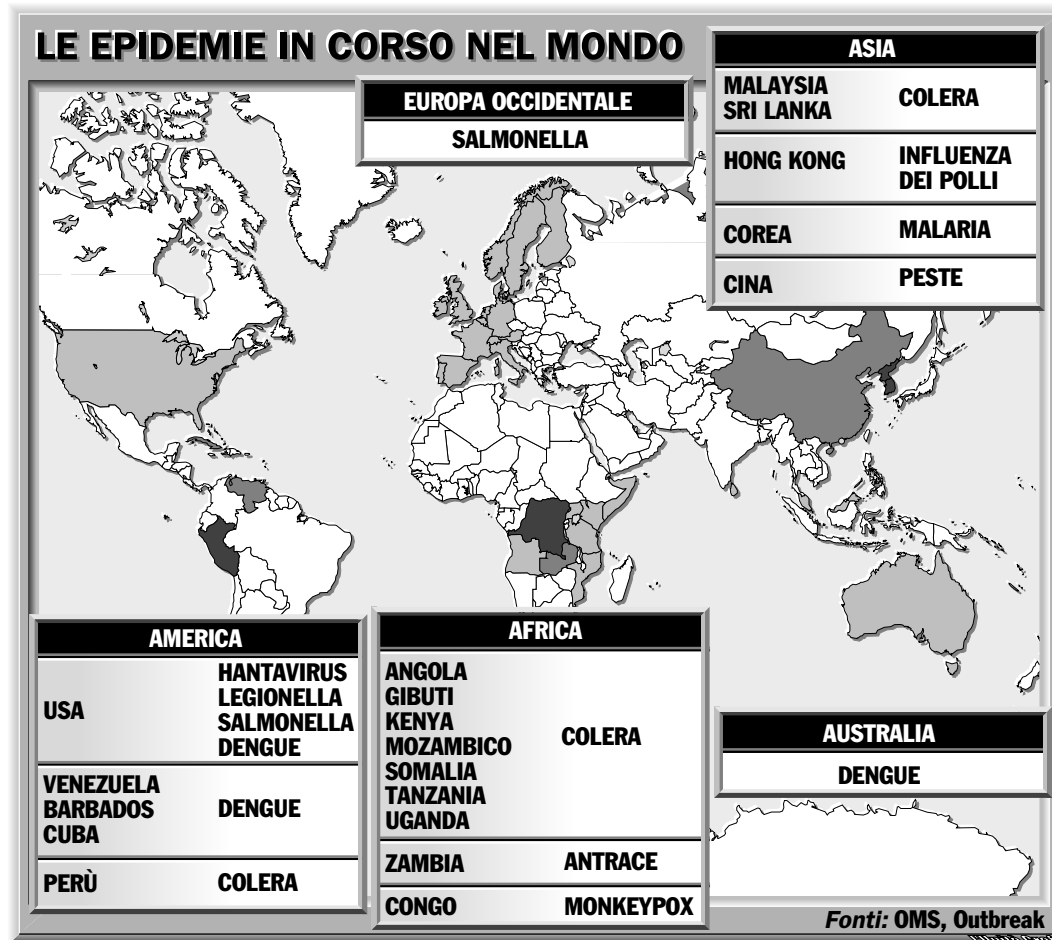 LE EPIDEMIE IN CORSO NEL MONDO
EUROPA OCCIDENTALE
SALMONELLA
ASIA
MALAYSIA
SRI LANKA
COLERA
HONG KONG
INFLUENZA
DEI POLLI
COREA
MALARIA
CINA
PESTE
AMERICA
USA
HANTAVIRUS
LEGIONELLA
SALMONELLA
DENGUE
VENEZUELA
BARBADOS
CUBA
DENGUE
PERÙ
COLERA
AFRICA
ANGOLA
GIBUTI
KENYA
MOZAMBICO
SOMALIA
TANZANIA
UGANDA
COLERA
ZAMBIA
ANTRACE
CONGO
MONKEYPOX
AUSTRALIA
DENGUE
Fonti: OMS, Outbreak